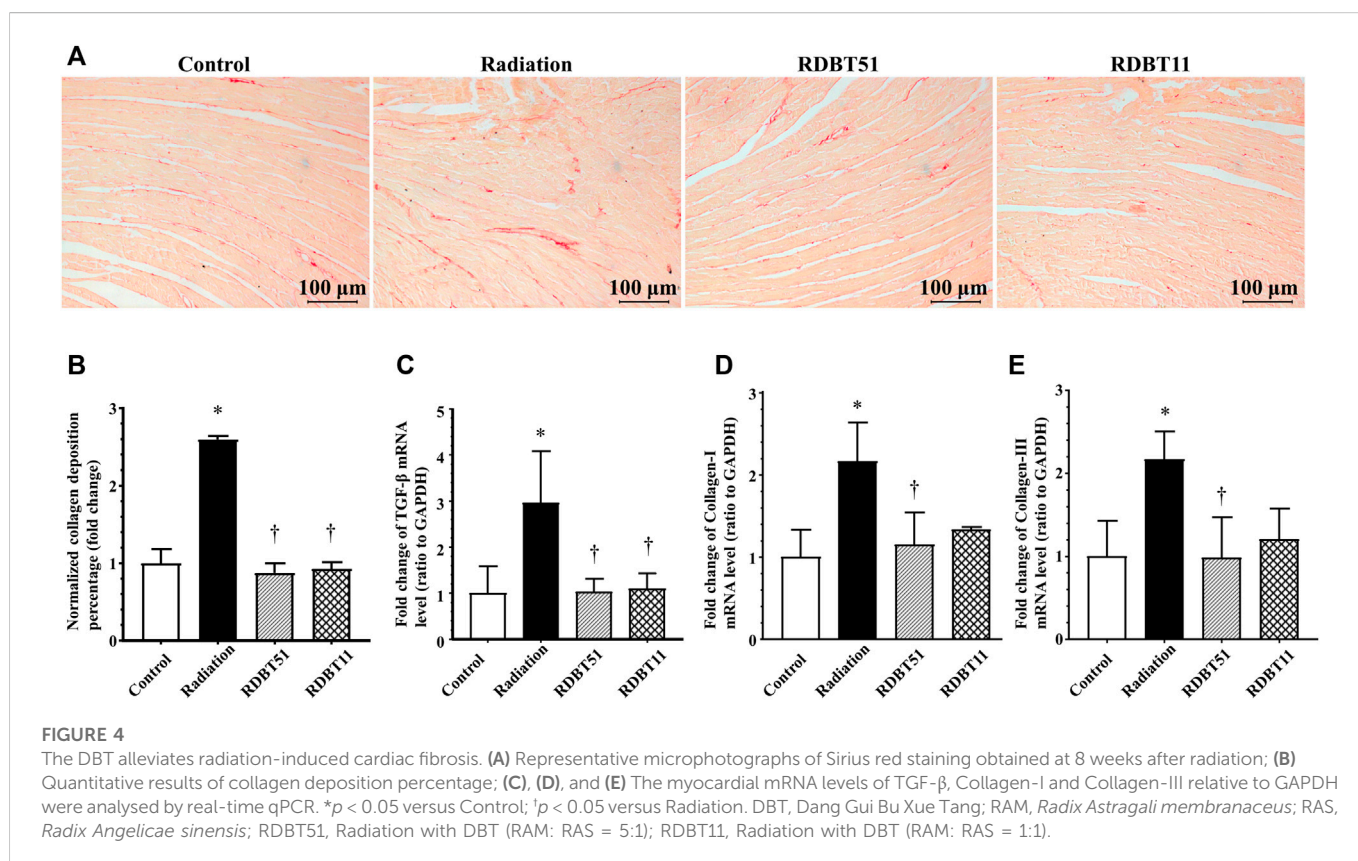 A
Control
Radiation
RDBT51
RDBT11
100 µm
100 µm
100 µm
100 µm
B
Normalized collagen deposition
percentage (fold change)
3
2
1
0
*
†
†
Control
Radiation
RDBT51
RDBT11
C
Fold change of TGF-β mRNA
level (ratio to GAPDH)
5
4
3
2
1
0
*
†
†
Control
Radiation
RDBT51
RDBT11
D
Fold change of Collagen-I
mRNA level (ratio to GAPDH)
3
2
1
0
*
†
Control
Radiation
RDBT51
RDBT11
E
Fold change of Collagen-III
mRNA level (ratio to GAPDH)
3
2
1
0
*
†
Control
Radiation
RDBT51
RDBT11
FIGURE 4
The DBT alleviates radiation-induced cardiac fibrosis. (A) Representative microphotographs of Sirius red staining obtained at 8 weeks after radiation; (B)
Quantitative results of collagen deposition percentage; (C), (D), and (E) The myocardial mRNA levels of TGF-β, Collagen-I and Collagen-III relative to GAPDH
were analysed by real-time qPCR. *p < 0.05 versus Control; †p < 0.05 versus Radiation. DBT, Dang Gui Bu Xue Tang; RAM, Radix Astragali membranaceus; RAS,
Radix Angelicae sinensis; RDBT51, Radiation with DBT (RAM: RAS = 5:1); RDBT11, Radiation with DBT (RAM: RAS = 1:1).